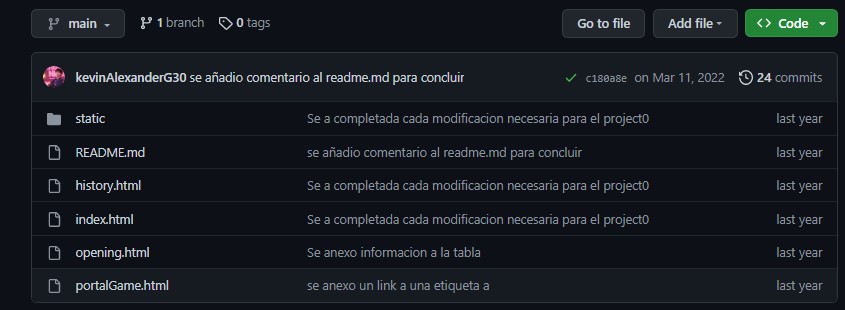 main 1 branch 0 tags Go to file Add file Code
kevinAlexanderG30 se añadio comentario al readme.md para concluir c180a8e on Mar 11, 2022 24 commits
static Se a completada cada modificacion necesaria para el project0 last year
README.md se añadio comentario al readme.md para concluir last year
history.html Se a completada cada modificacion necesaria para el project0 last year
index.html Se a completada cada modificacion necesaria para el project0 last year
opening.html Se anexo informacion a la tabla last year
portalGame.html se anexo un link a una etiqueta a last year